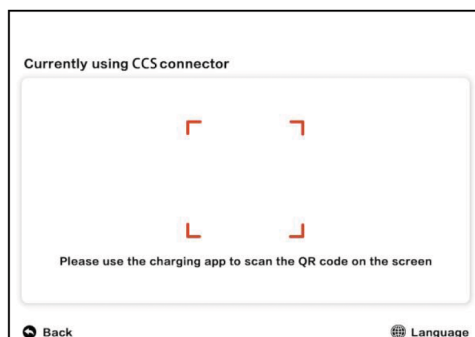 Currently using CCS connector
Please use the charging app to scan the QR code on the screen
Back
Language